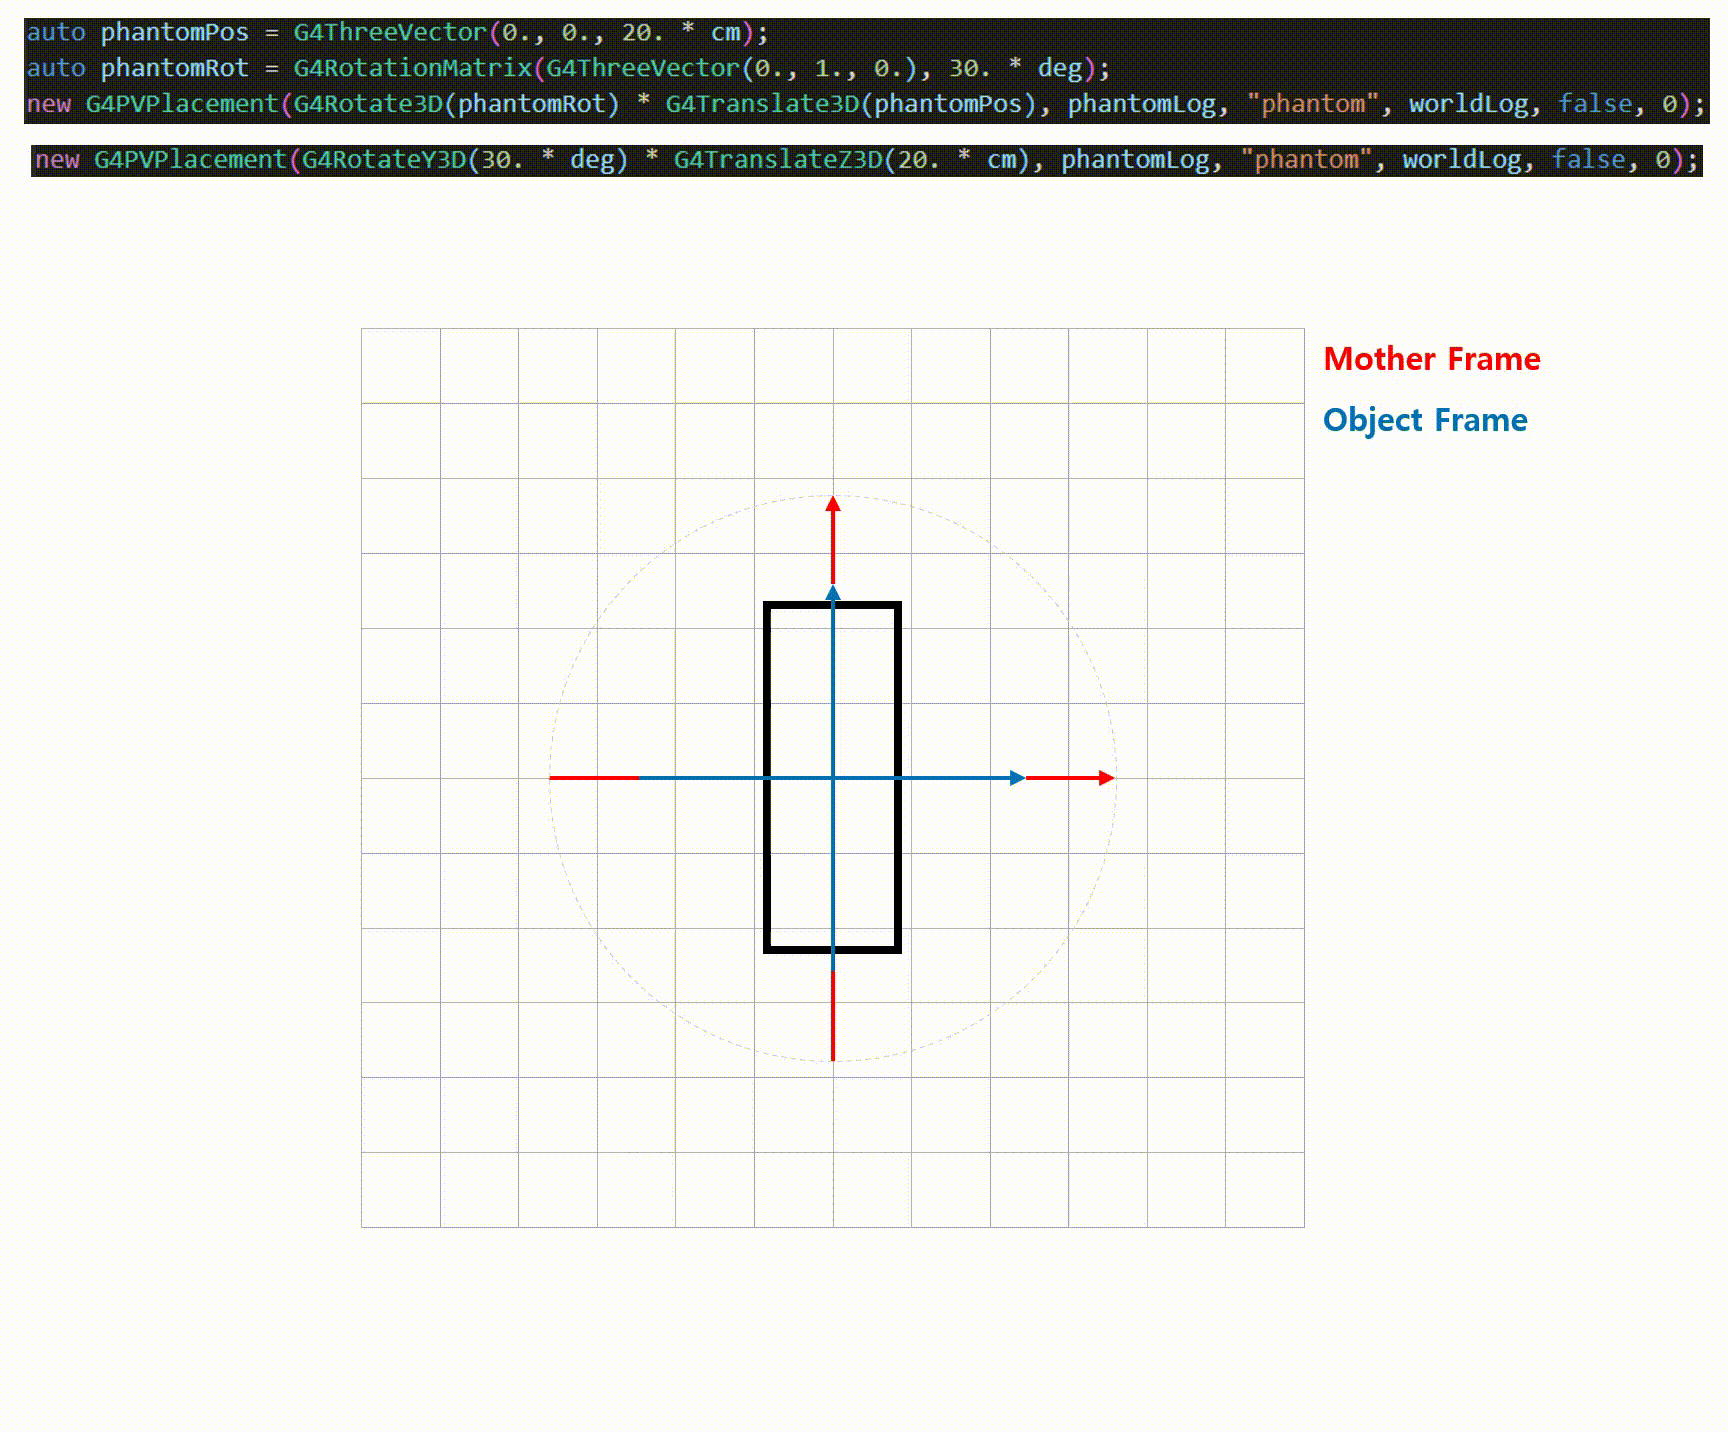 auto phantomPos = G4ThreeVector(0., 0., 20. * cm);
auto phantomRot = G4RotationMatrix(G4ThreeVector(0., 1., 0.), 30. * deg);
new G4PVPlacement(G4Rotate3D(phantomRot) * G4Translate3D(phantomPos), phantomLog, "phantom", worldLog, false, 0);
new G4PVPlacement(G4RotateY3D(30. * deg) * G4TranslateZ3D(20. * cm), phantomLog, "phantom", worldLog, false, 0);
Mother Frame
Object Frame